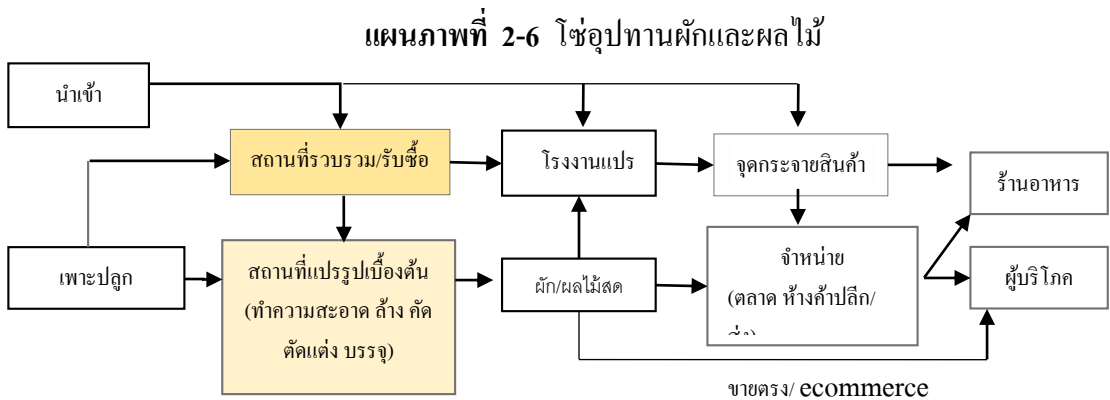 แผนภาพที่ 2-6 โซ่อุปทานผักและผลไม้
นำเข้า
สถานที่รวบรวม/รับซื้อ
โรงงานแปร
จุดกระจายสินค้า
ร้านอาหาร
เพาะปลูก
สถานที่แปรรูปเบื้องต้น
(ทำความสะอาด ล้าง คัด
ตัดแต่ง บรรจุ)
ผัก/ผลไม้สด
จำหน่าย
(ตลาด ห้างค้าปลีก/
ผู้บริโภค
ขายตรง/ ecommerce